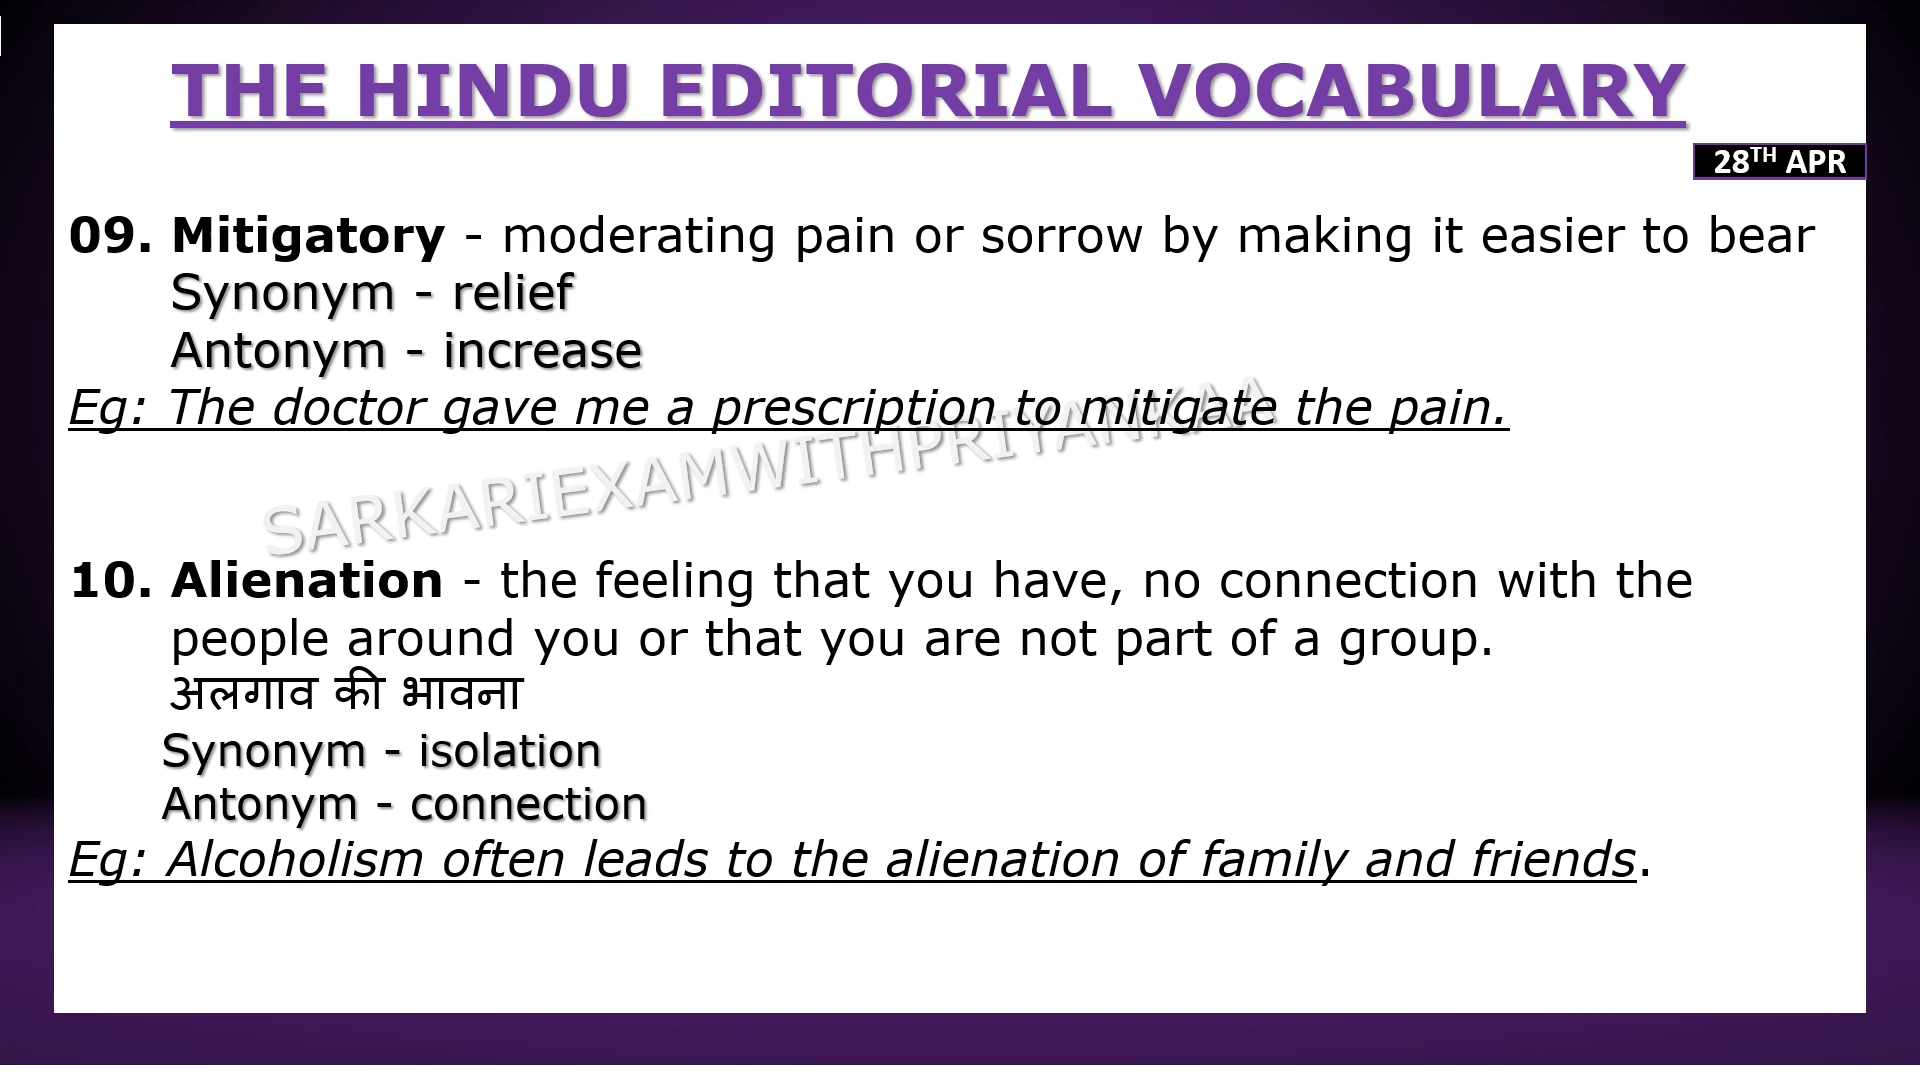 THE HINDU EDITORIAL VOCABULARY
28TH APR
09. Mitigatory - moderating pain or sorrow by making it easier to bear
Synonym - relief
Antonym - increase
Eg: The doctor gave me a prescription to mitigate the pain.
SARKARIEXAMWITHPRIYANKAA
10. Alienation - the feeling that you have, no connection with the
people around you or that you are not part of a group.
अलगाव की भावना
Synonym - isolation
Antonym - connection
Eg: Alcoholism often leads to the alienation of family and friends.